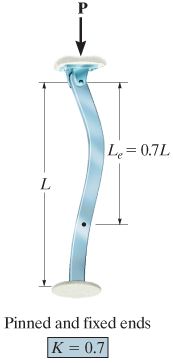 P
Lₑ = 0.7L
L
Pinned and fixed ends
K = 0.7